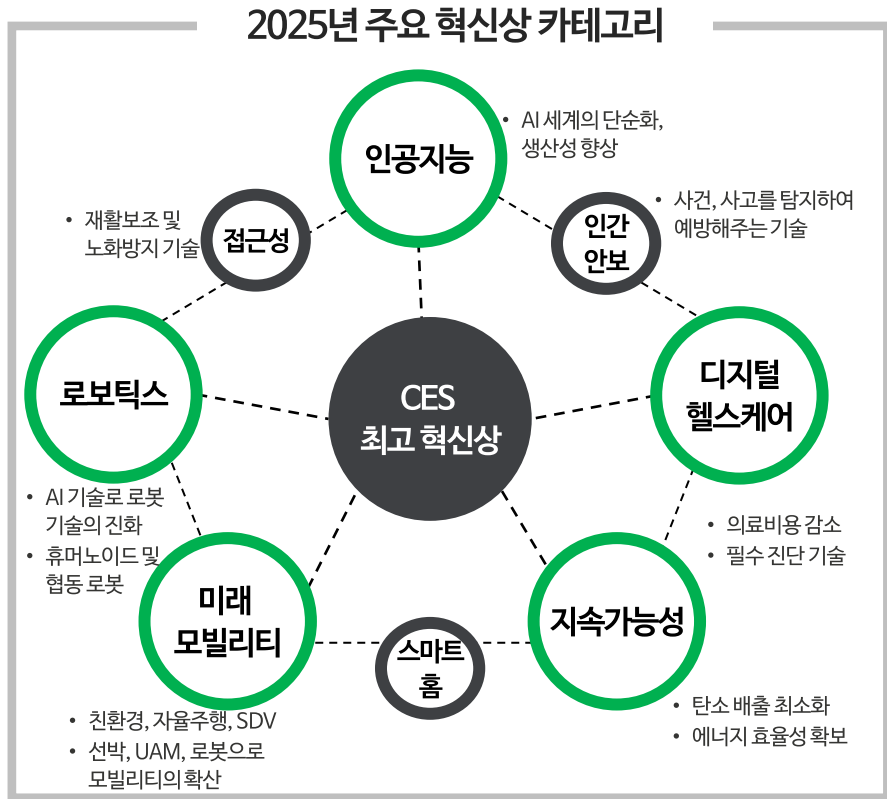 2025년 주요 혁신상 카테고리
인공지능
• AI 세계의 단순화,
생산성 향상
접근성
• 재활보조 및
노화방지 기술
인간
안보
• 사건, 사고를 탐지하여
예방해주는 기술
로보틱스
• AI 기술로 로봇
기술의 진화
• 휴머노이드 및
협동 로봇
CES
최고 혁신상
디지털
헬스케어
• 의료비용 감소
• 필수 진단 기술
미래
모빌리티
• 친환경, 자율주행, SDV
• 선박, UAM, 로봇으로
모빌리티의 확산
스마트
홈
지속가능성
• 탄소 배출 최소화
• 에너지 효율성 확보